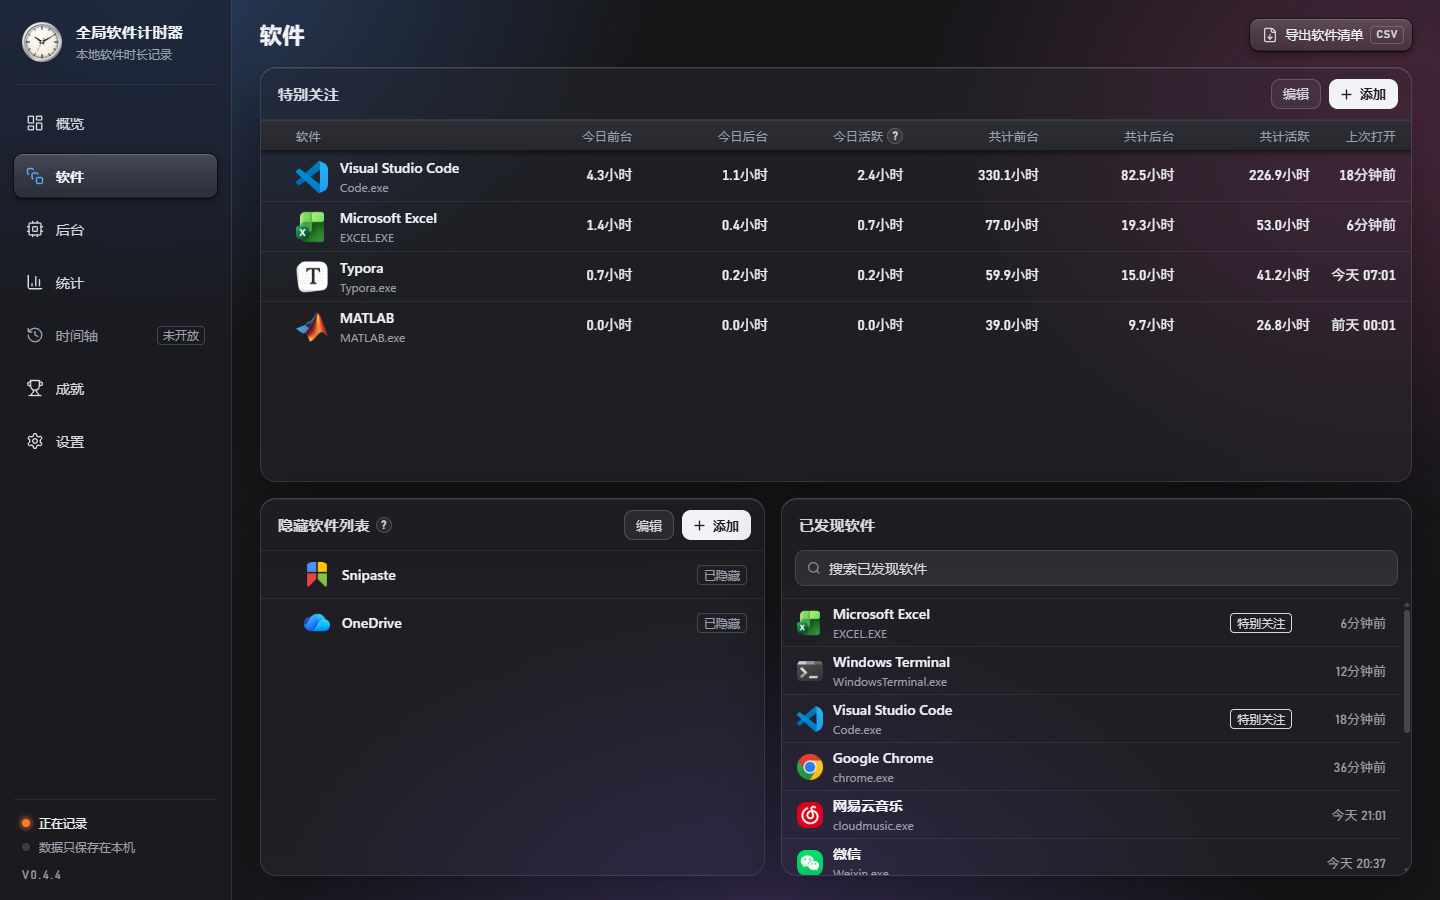 全局软件计时器
本地软件时长记录
概览
软件
后台
统计
时间轴 未开放
成就
设置
正在记录
数据只保存在本机
V0.4.4
软件
导出软件清单 CSV
特别关注
编辑 + 添加
软件 今日前台 今日后台 今日活跃 ? 共计前台 共计后台 共计活跃 上次打开
Visual Studio Code
Code.exe
4.3小时 1.1小时 2.4小时 330.1小时 82.5小时 226.9小时 18分钟前
Microsoft Excel
EXCEL.EXE
1.4小时 0.4小时 0.7小时 77.0小时 19.3小时 53.0小时 6分钟前
Typora
Typora.exe
0.7小时 0.2小时 0.2小时 59.9小时 15.0小时 41.2小时 今天 07:01
MATLAB
MATLAB.exe
0.0小时 0.0小时 0.0小时 39.0小时 9.7小时 26.8小时 前天 00:01
隐藏软件列表 ?
编辑 + 添加
Snipaste 已隐藏
OneDrive 已隐藏
已发现软件
搜索已发现软件
Microsoft Excel
EXCEL.EXE
特别关注 6分钟前
Windows Terminal
WindowsTerminal.exe
12分钟前
Visual Studio Code
Code.exe
特别关注 18分钟前
Google Chrome
chrome.exe
36分钟前
网易云音乐
cloudmusic.exe
今天 21:01
微信
Weixin.exe
今天 20:37